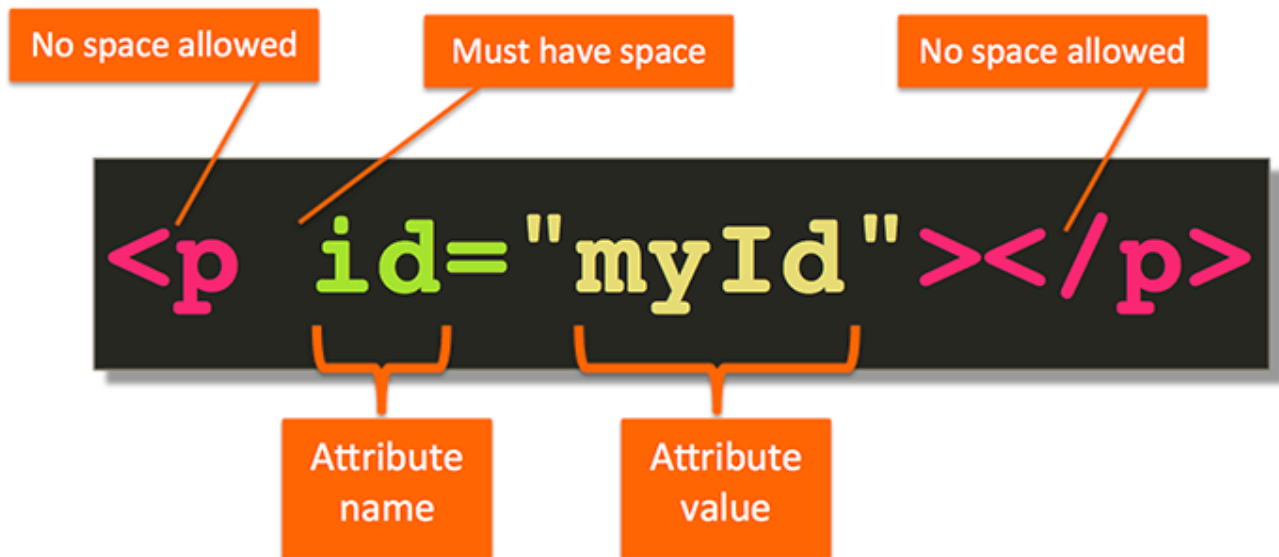 No space allowed
Must have space
No space allowed
<p id="myId"></p>
Attribute
name
Attribute
value